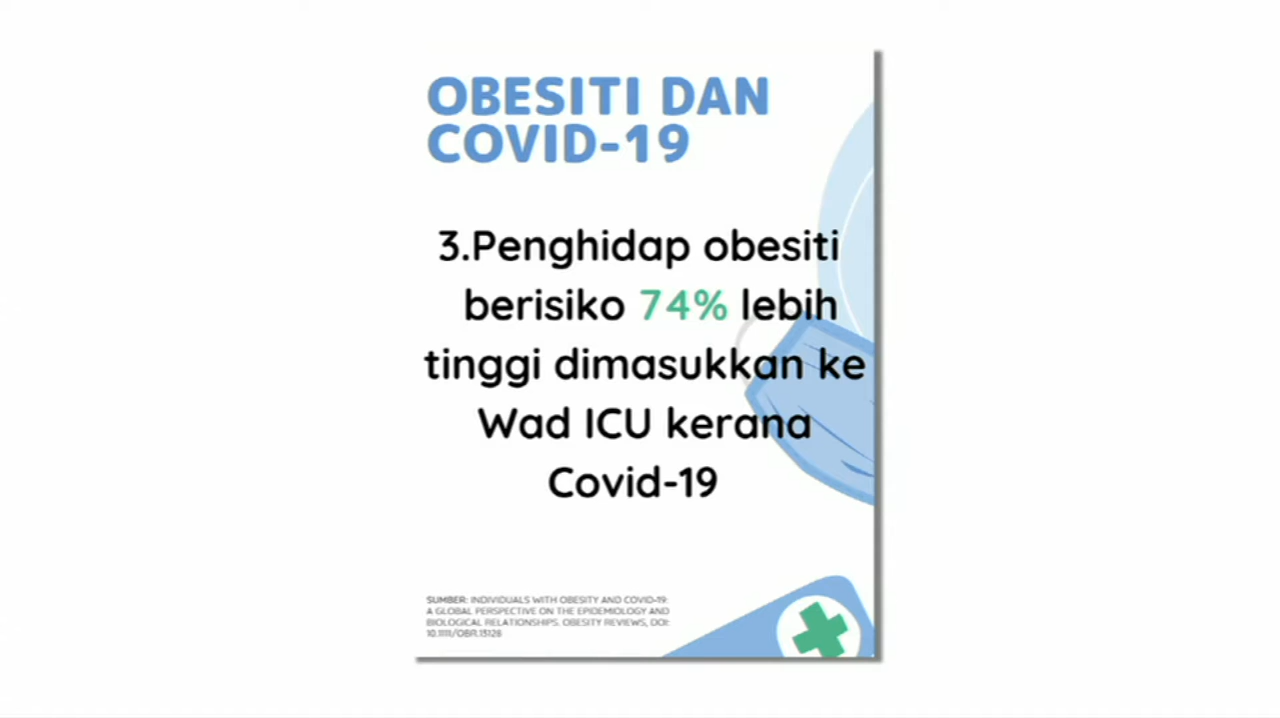 OBESITI DAN
COVID-19
3.Penghidap obesiti
berisiko 74% lebih
tinggi dimasukkan ke
Wad ICU kerana
Covid-19
SUMBER: INDIVIDUALS WITH OBESITY AND COVID-19:
A GLOBAL PERSPECTIVE ON THE EPIDEMIOLOGY AND
BIOLOGICAL RELATIONSHIPS. OBESITY REVIEWS, DOI:
10.1111/OBR.13128